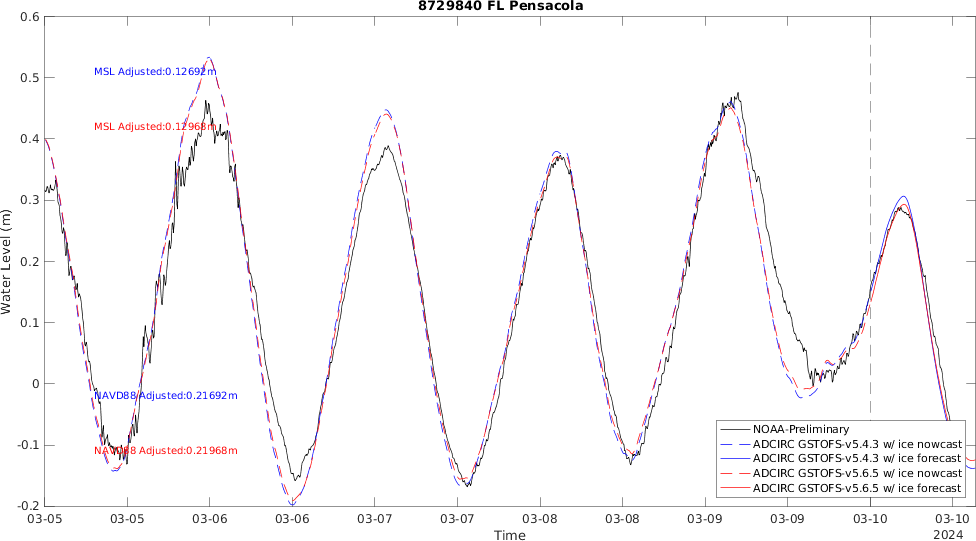 8729840 FL Pensacola
0.6
0.5
0.4
0.3
0.2
0.1
0
-0.1
-0.2
Water Level (m)
MSL Adjusted:0.12692m
MSL Adjusted:0.12968m
NAVD88 Adjusted:0.21692m
NAVD88 Adjusted:0.21968m
NOAA-Preliminary
ADCIRC GSTOFS-v5.4.3 w/ ice nowcast
ADCIRC GSTOFS-v5.4.3 w/ ice forecast
ADCIRC GSTOFS-v5.6.5 w/ ice nowcast
ADCIRC GSTOFS-v5.6.5 w/ ice forecast
03-05 03-05 03-06 03-06 03-07 03-07 03-08 03-08 03-09 03-09 03-10 03-10
2024
Time